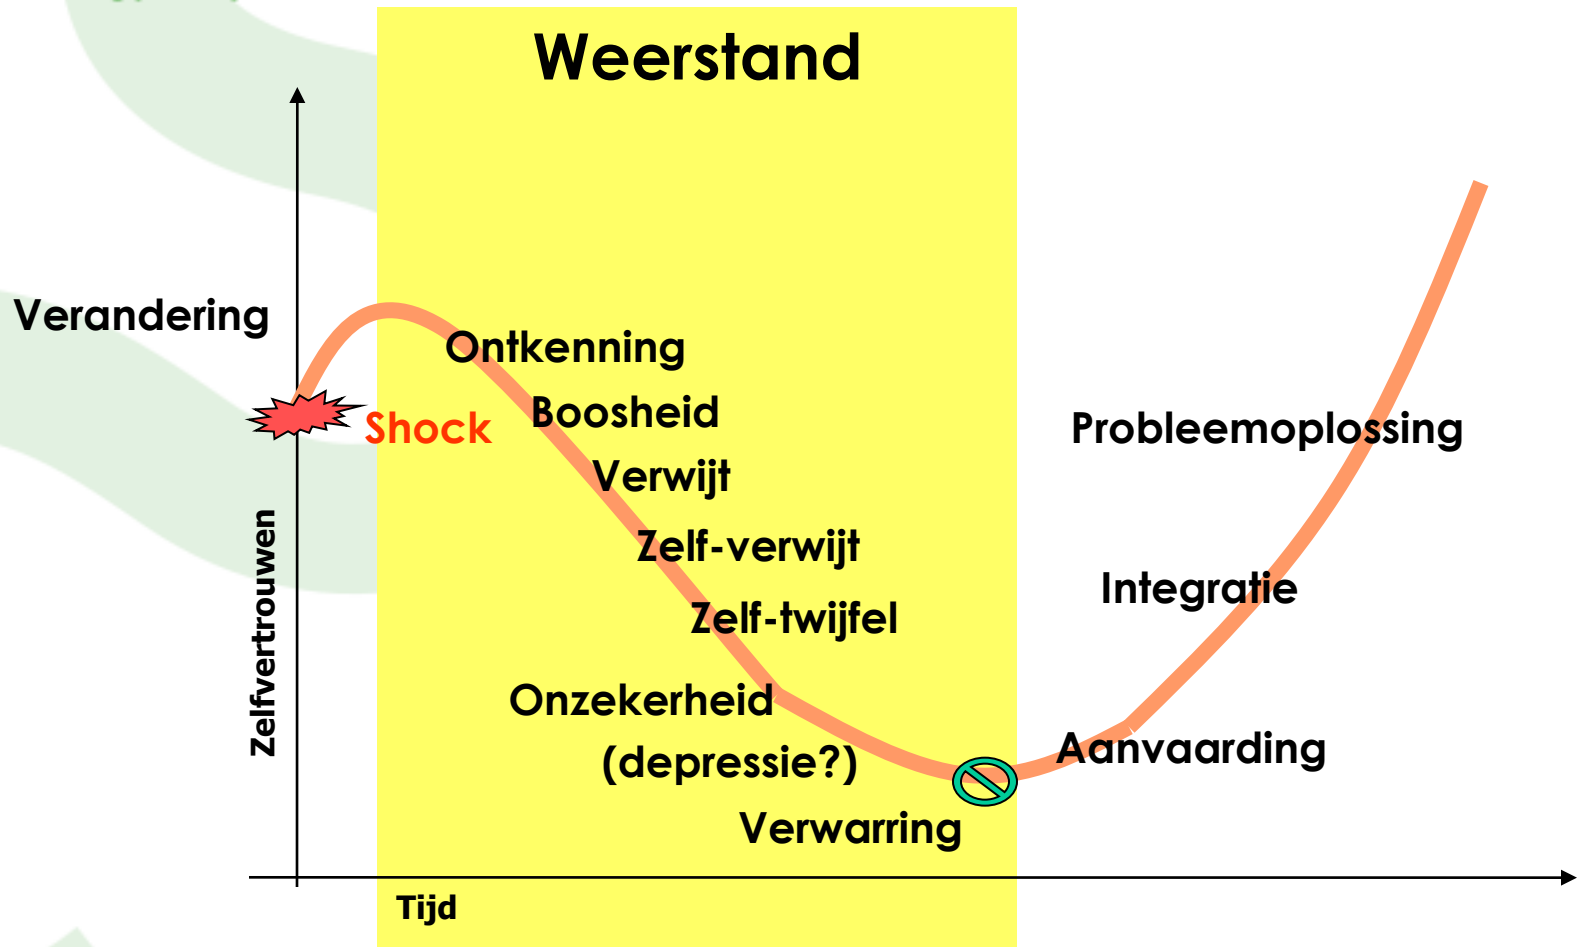 Weerstand
Verandering
Ontkenning
Shock
Boosheid
Verwijt
Zelf-verwijt
Zelf-twijfel
Onzekerheid
(depressie?)
Verwarring
Probleemoplossing
Integratie
Aanvaarding
Zelfvertrouwen
Tijd